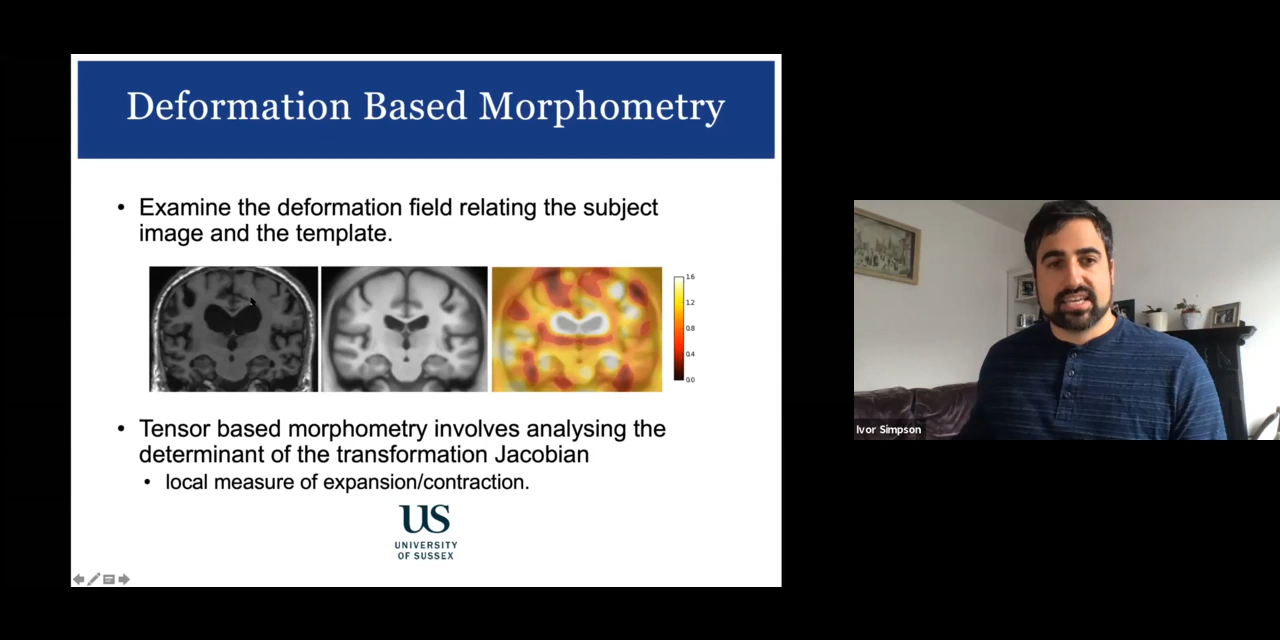 Deformation Based Morphometry
• Examine the deformation field relating the subject
image and the template.
1.6
1.2
0.8
0.4
0.0
• Tensor based morphometry involves analysing the
determinant of the transformation Jacobian
• local measure of expansion/contraction.
US
UNIVERSITY
OF SUSSEX
Ivor Simpson